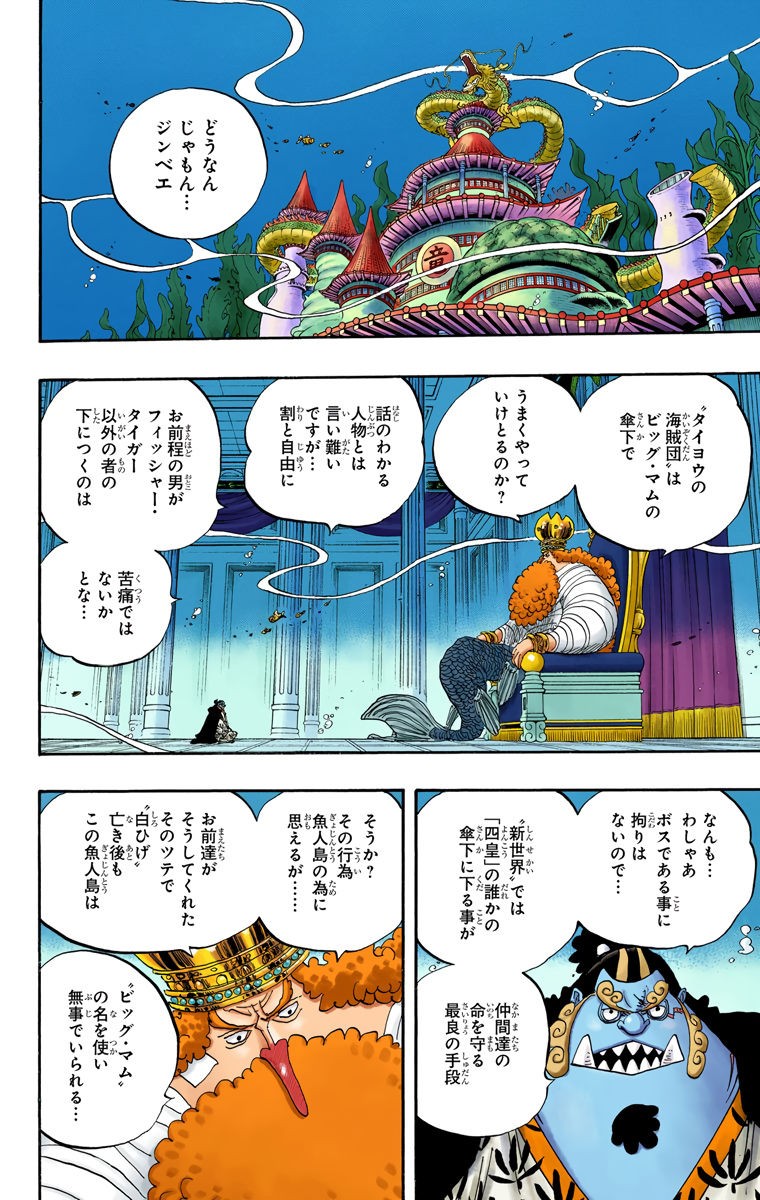 どうなん
じゃもん…
ジンベエ
竜
〝タイヨウの
海賊団〟は
ビッグ・マムの
傘下で
うまくやって
いけとるのか？
話のわかる
人物とは
言い難い
ですが…
割と自由に
お前程の男が
フィッシャー・
タイガー
以外の者の
下につくのは
苦痛では
ないか
とな…
なんも…
わしゃあ
ボスである事に
拘りは
ないので…
〝新世界〟では
「四皇」の誰かの
傘下に下る事が
仲間達の
命を守る
最良の手段
そうか？
その行為
魚人島の為に
思えるが……
お前達が
そうしてくれた
そのツテで
〝白ひげ〟
亡き後も
この魚人島は
〝ビッグ・マム〟
の名を使い
無事でいられる…